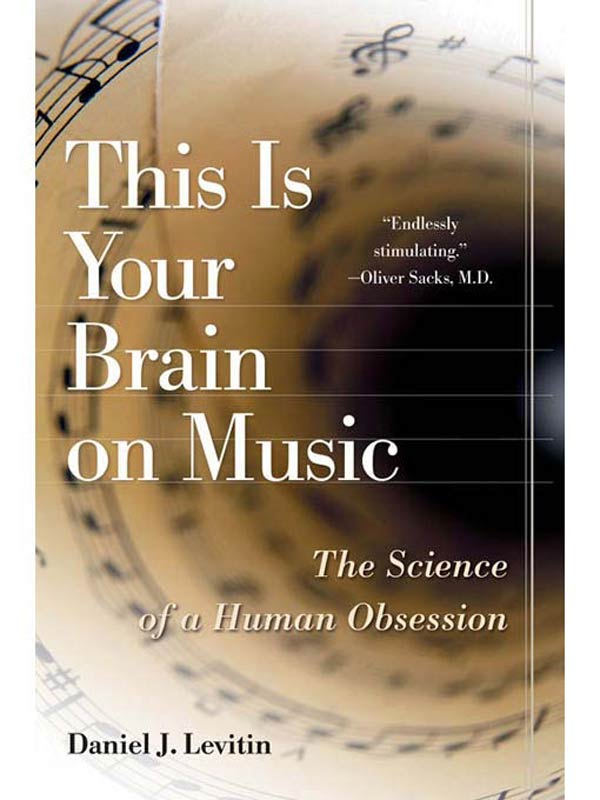 This Is
Your
Brain
on Music
“Endlessly
stimulating.”
—Oliver Sacks, M.D.
The Science
of a Human Obsession
Daniel J. Levitin